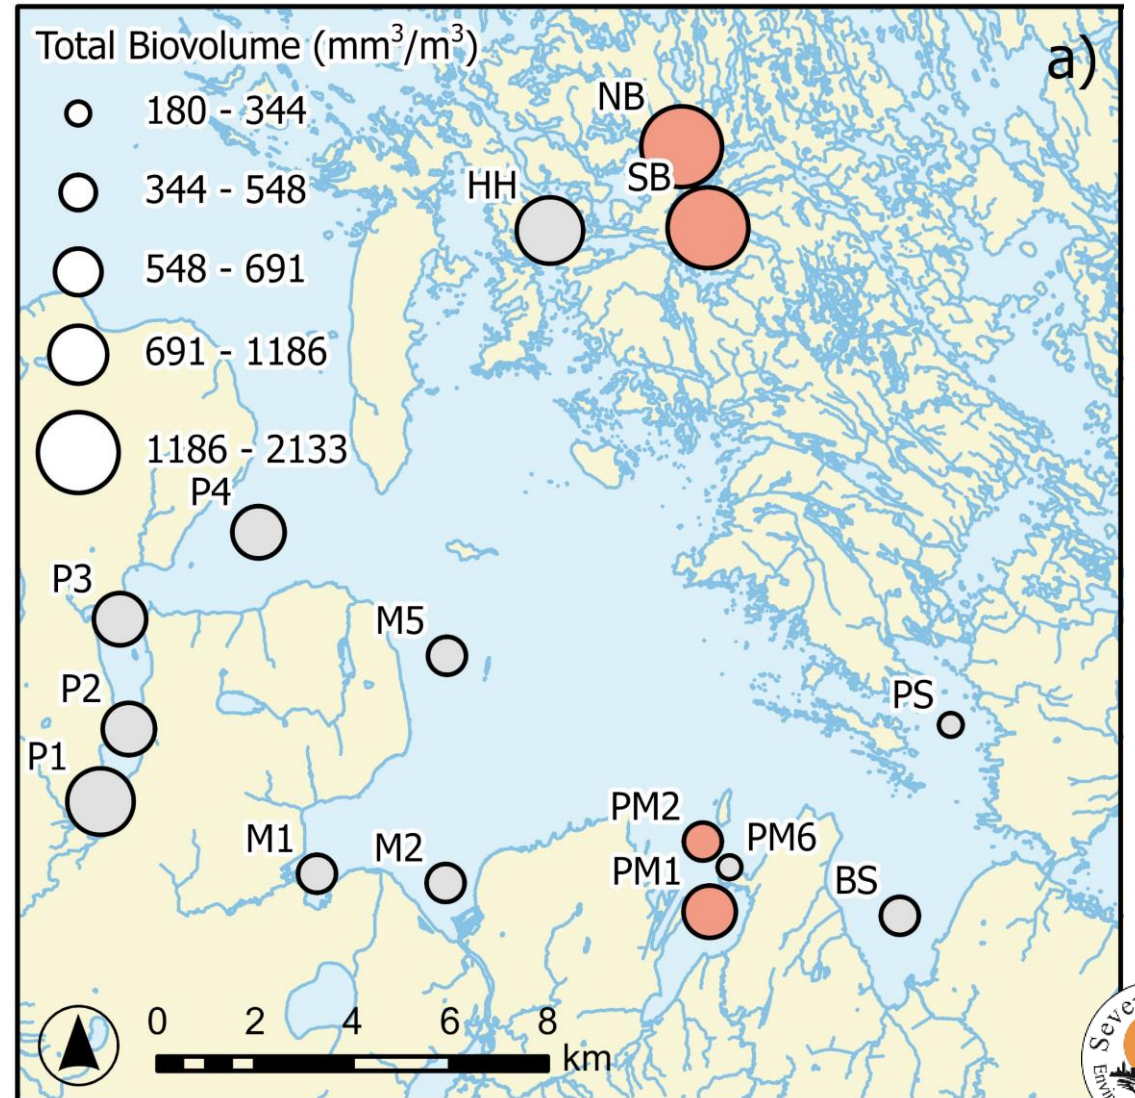 Total Biovolume (mm³/m³)
a)
180 - 344
344 - 548
548 - 691
691 - 1186
1186 - 2133
NB
SB
HH
P4
P3
M5
P2
PS
P1
PM2
PM6
M1
M2
PM1
BS
0 2 4 6 8
km